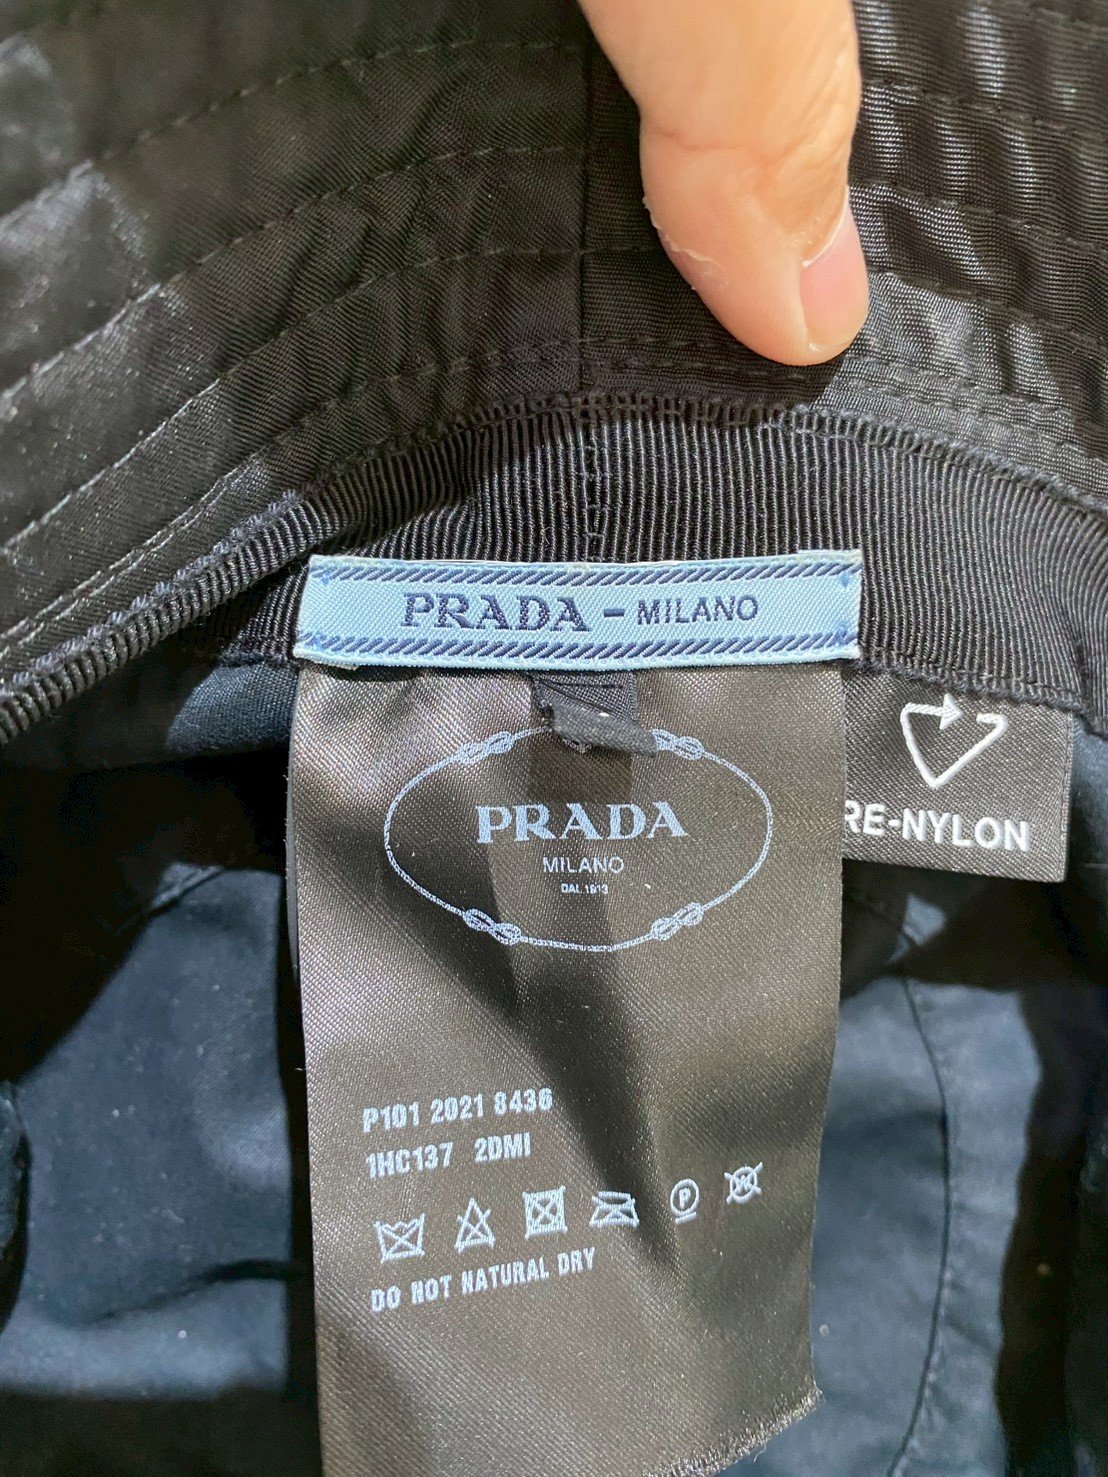 PRADA - MILANO
PRADA
MILANO
DAL 1913
RE-NYLON
P101 2021 8436
1HC137 2DMI
P
W
DO NOT NATURAL DRY